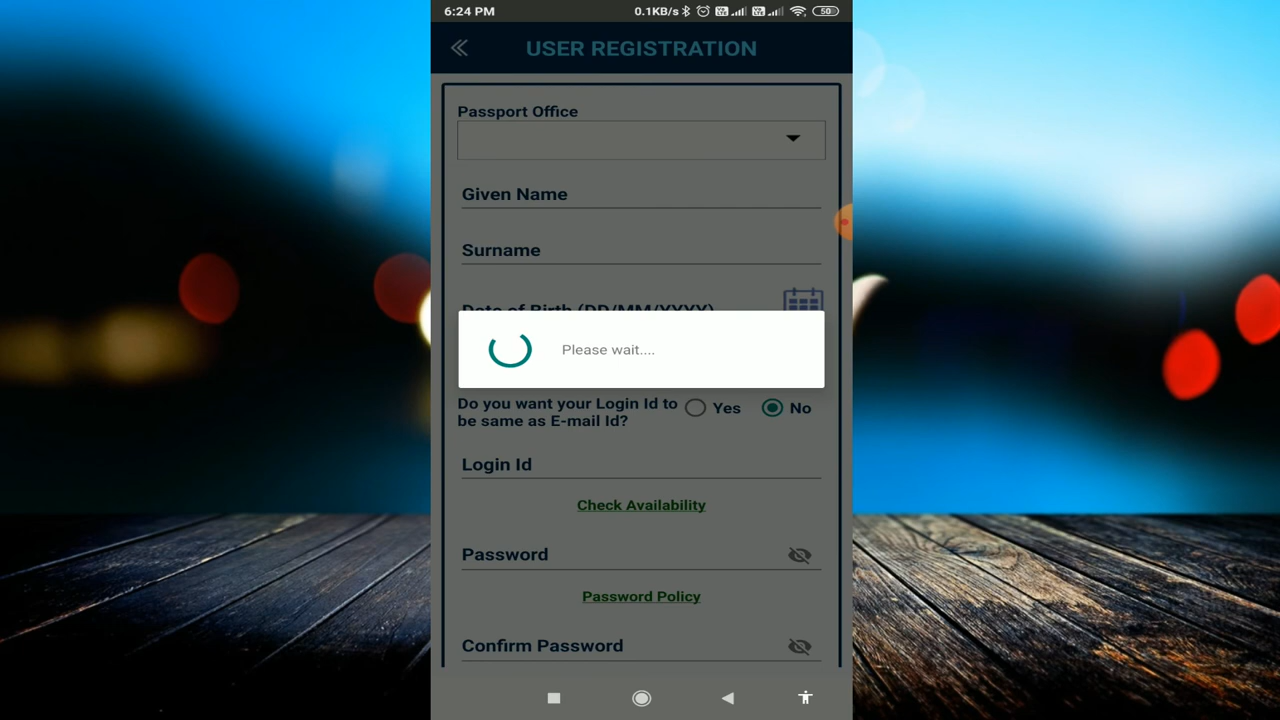 6:24 PM
0.1KB/s
50
USER REGISTRATION
Passport Office
Given Name
Surname
Date of Birth (DD/MM/YYYY)
Please wait....
Do you want your Login Id to
be same as E-mail Id?
Yes
No
Login Id
Check Availability
Password
Password Policy
Confirm Password